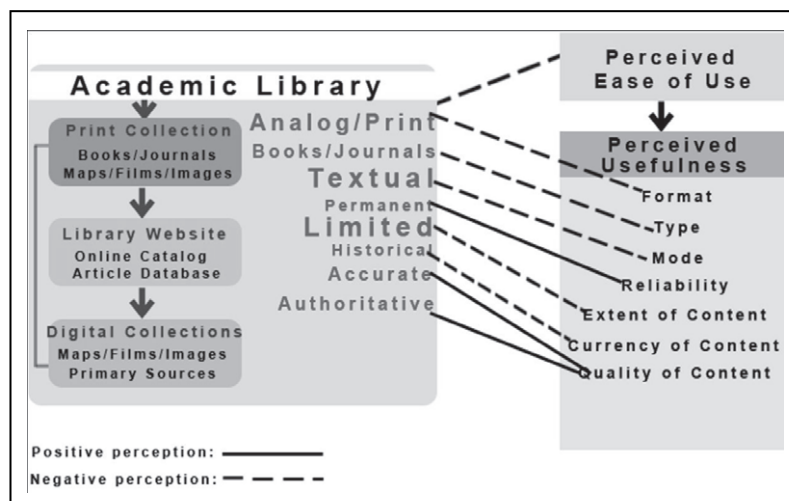 Academic Library
Print Collection
Books/Journals
Maps/Films/Images
Library Website
Online Catalog
Article Database
Digital Collections
Maps/Films/Images
Primary Sources
Analog/Print
Books/Journals
Textual
Permanent
Limited
Historical
Accurate
Authoritative
Perceived
Ease of Use
Perceived
Usefulness
Format
Type
Mode
Reliability
Extent of Content
Currency of Content
Quality of Content
Positive perception:
Negative perception: